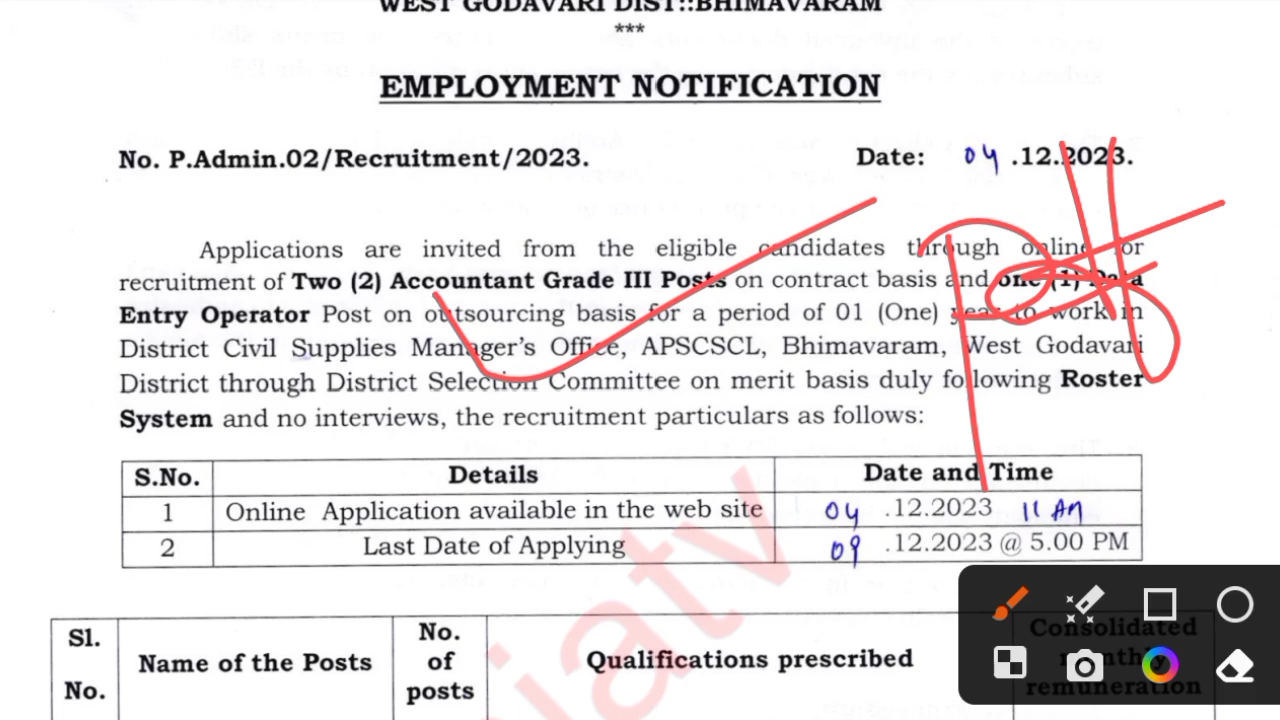 WEST GODAVARI DIST::BHIMAVARAM
***
EMPLOYMENT NOTIFICATION
No. P.Admin.02/Recruitment/2023. Date: 04 .12.2023.
Applications are invited from the eligible candidates through online for
recruitment of Two (2) Accountant Grade III Posts on contract basis and one (1) Data
Entry Operator Post on outsourcing basis for a period of 01 (One) year to work in
District Civil Supplies Manager's Office, APSCSCL, Bhimavaram, West Godavari
District through District Selection Committee on merit basis duly following Roster
System and no interviews, the recruitment particulars as follows:
S.No. Details Date and Time
1 Online Application available in the web site 04 .12.2023 11 AM
2 Last Date of Applying 09 .12.2023 @ 5.00 PM
Sl. No. Name of the Posts No. of posts Qualifications prescribed Consolidated monthly remuneration